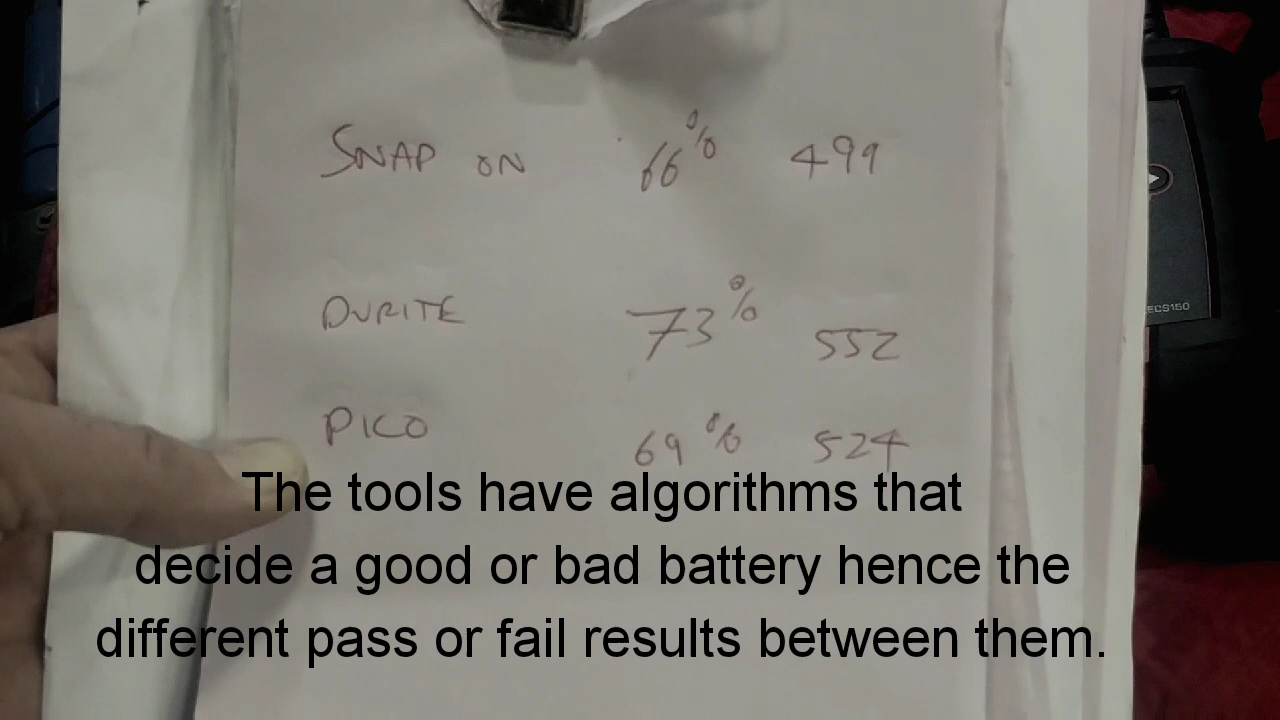 SNAP ON 66% 499
DURITE 73% 552
PICO 69% 524
ECS150
The tools have algorithms that
decide a good or bad battery hence the
different pass or fail results between them.